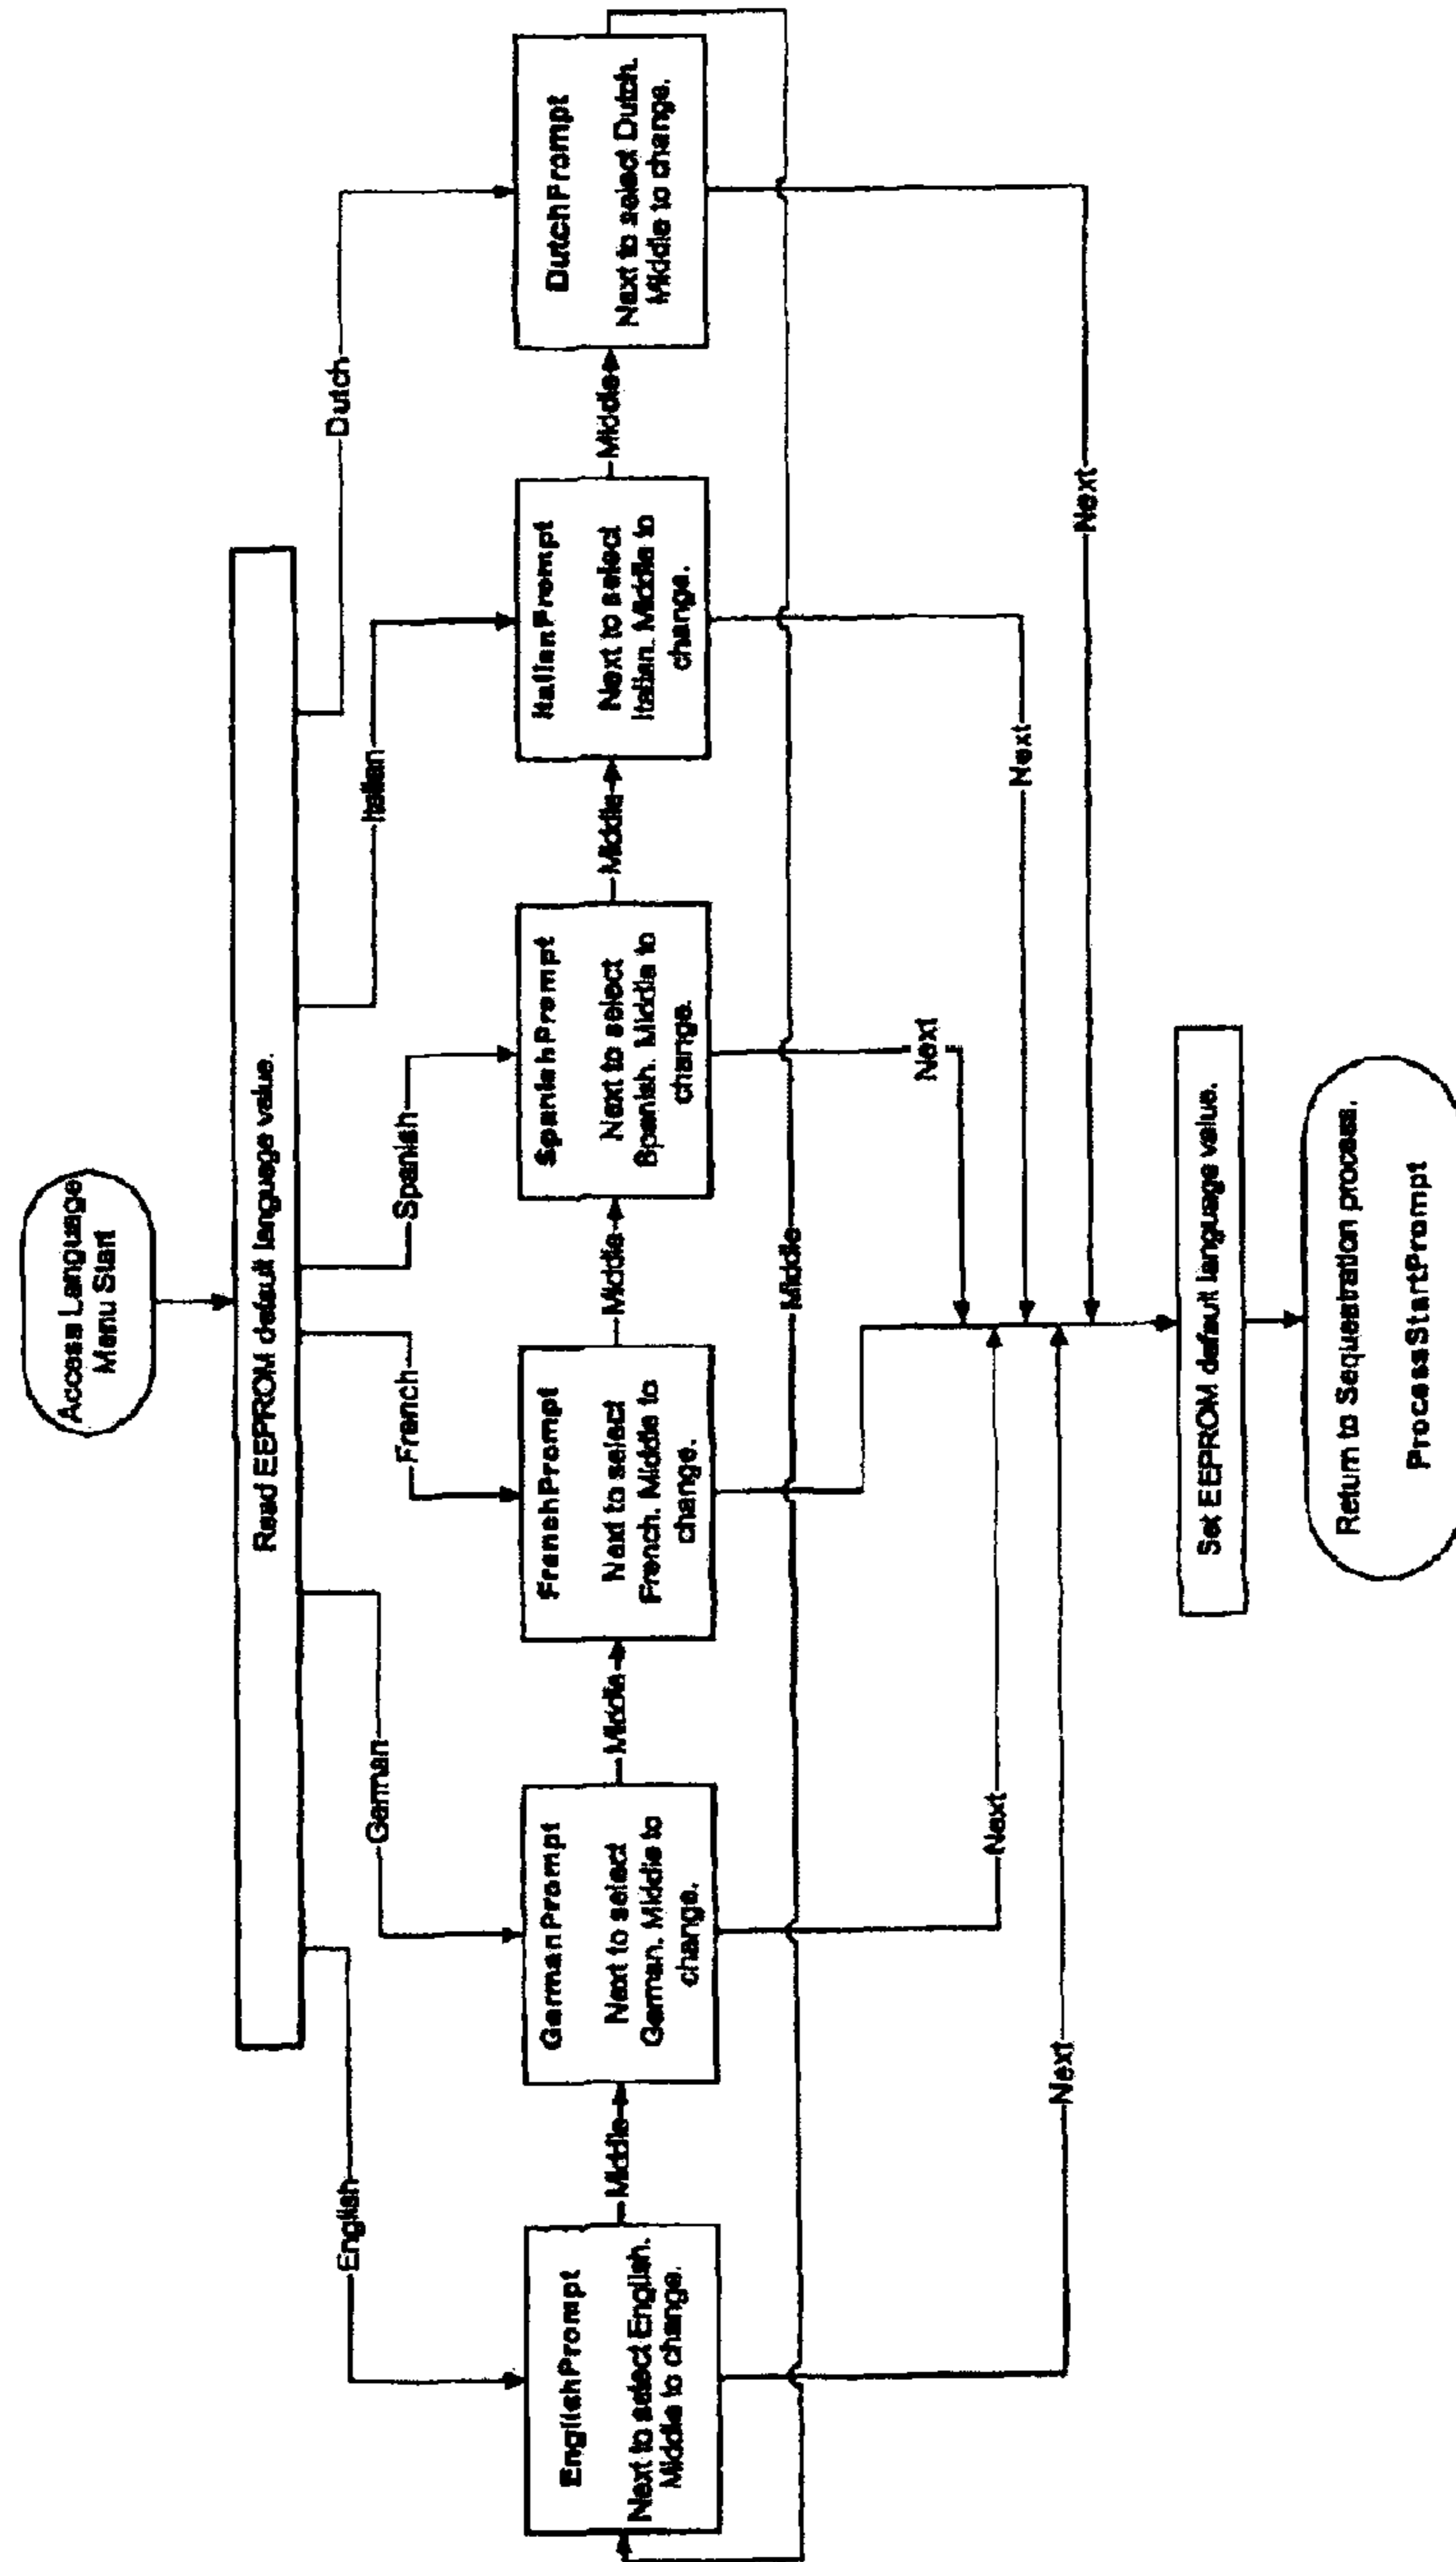 Access Language
Menu Start
Read EEPROM default language value.
English
German
French
Spanish
Italian
Dutch
EnglishPrompt
Next to select English.
Middle to change.
Middle
GermanPrompt
Next to select
German. Middle to
change.
Middle
FrenchPrompt
Next to select
French. Middle to
change.
Middle
SpanishPrompt
Next to select
Spanish. Middle to
change.
Middle
ItalianPrompt
Next to select
Italian. Middle to
change.
Middle
DutchPrompt
Next to select Dutch.
Middle to change.
Middle
Next
Next
Next
Next
Next
Set EEPROM default language value.
Return to Sequestration process.
ProcessStartPrompt